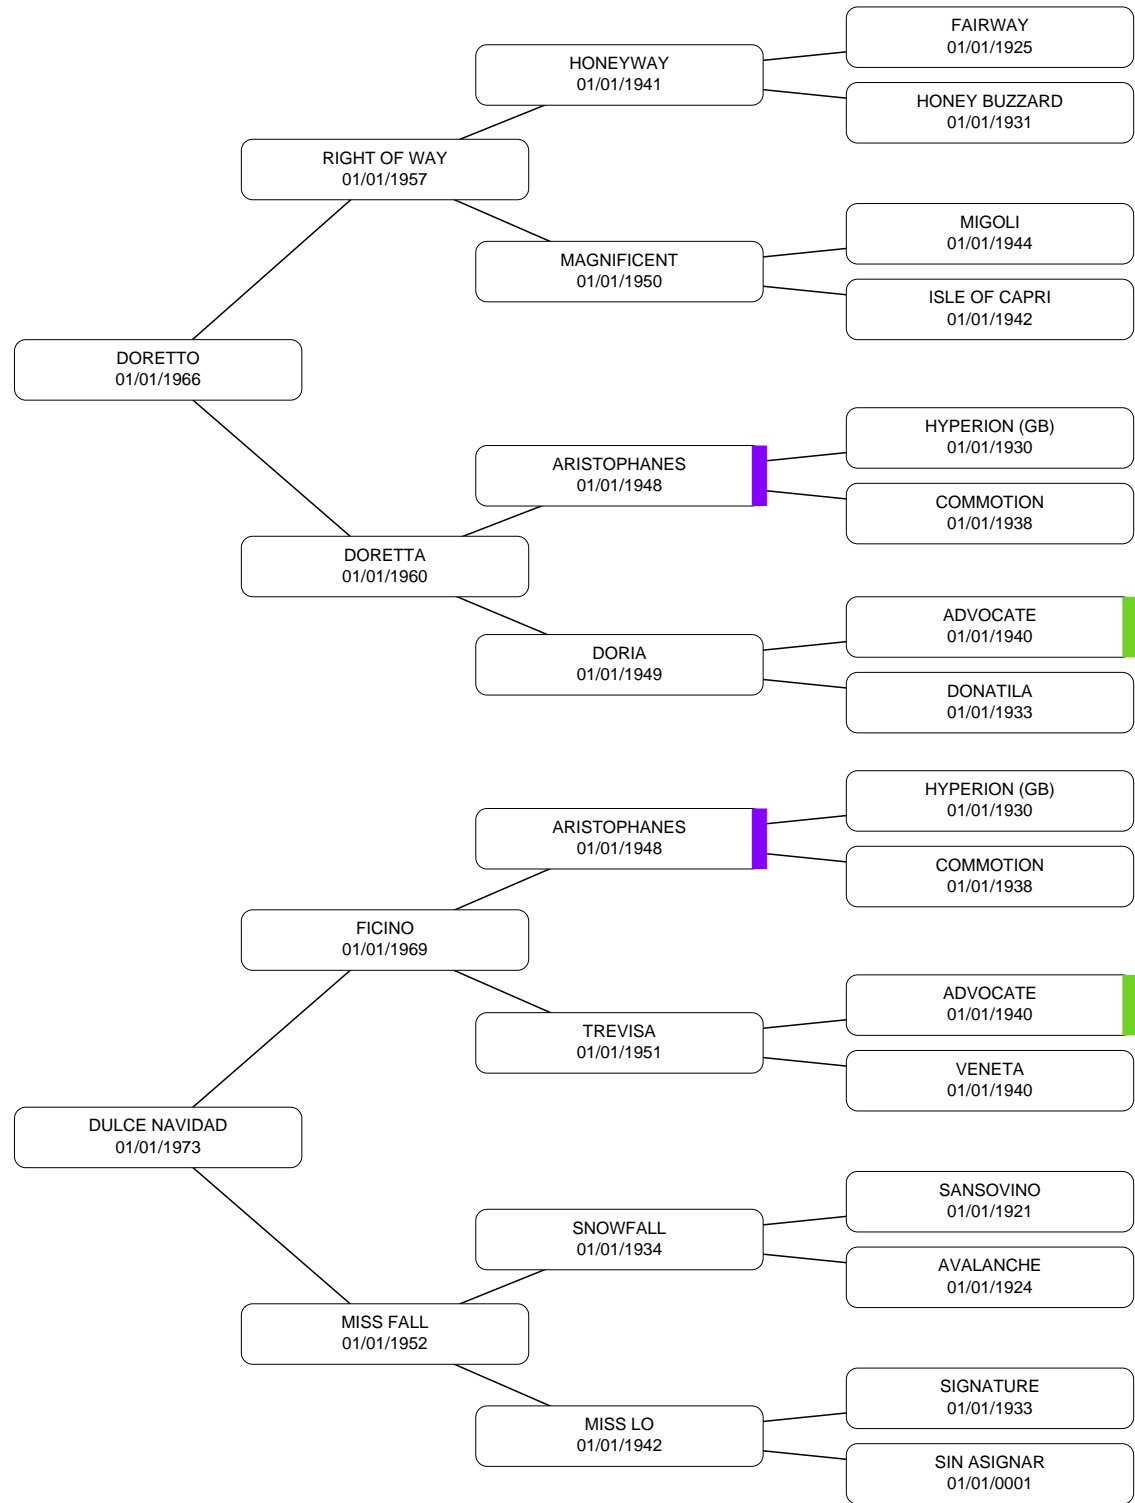 FAIRWAY
01/01/1925
HONEYWAY
01/01/1941
HONEY BUZZARD
01/01/1931
RIGHT OF WAY
01/01/1957
MIGOLI
01/01/1944
MAGNIFICENT
01/01/1950
ISLE OF CAPRI
01/01/1942
DORETTO
01/01/1966
HYPERION (GB)
01/01/1930
ARISTOPHANES
01/01/1948
COMMOTION
01/01/1938
DORETTA
01/01/1960
ADVOCATE
01/01/1940
DORIA
01/01/1949
DONATILA
01/01/1933
HYPERION (GB)
01/01/1930
ARISTOPHANES
01/01/1948
COMMOTION
01/01/1938
FICINO
01/01/1969
ADVOCATE
01/01/1940
TREVISA
01/01/1951
VENETA
01/01/1940
DULCE NAVIDAD
01/01/1973
SANSOVINO
01/01/1921
SNOWFALL
01/01/1934
AVALANCHE
01/01/1924
MISS FALL
01/01/1952
SIGNATURE
01/01/1933
MISS LO
01/01/1942
SIN ASIGNAR
01/01/0001